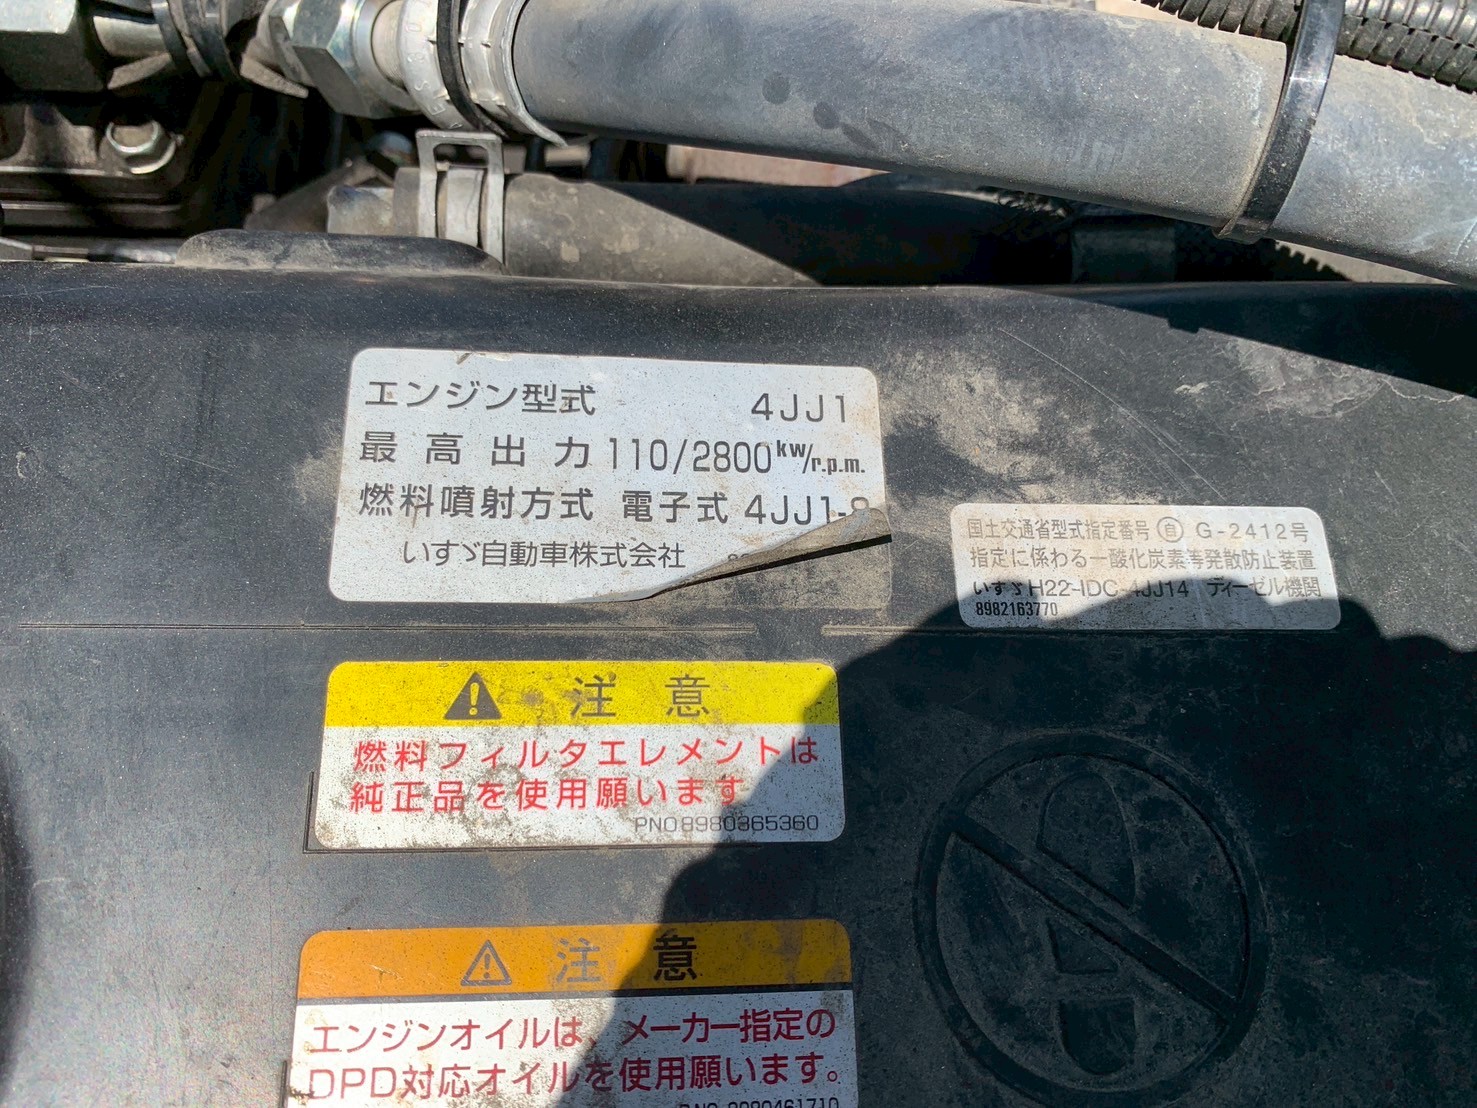 エンジン型式 4JJ1
最高出力 110/2800kW/r.p.m.
燃料噴射方式 電子式 4JJ1-
いすゞ自動車株式会社
国土交通省型式指定番号 自 G-2412号
指定に係わる一酸化炭素等発散防止装置
いすゞ H22-IDC-4JJ14 ディーゼル機関
8982163770
注意
燃料フィルタエレメントは
純正品を使用願います
PNO8980365360
注意
エンジンオイルは、メーカー指定の
DPD対応オイルを使用願います。
PNO 8980461710